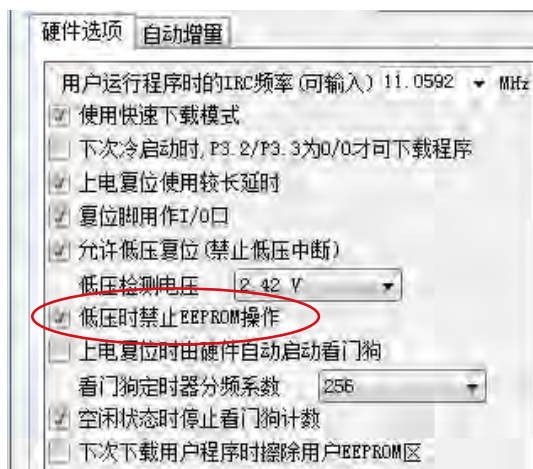 硬件选项 自动增量
用户运行程序时的IRC频率(可输入) 11.0592 MHz
使用快速下载模式
下次冷启动时,P3.2/P3.3为0/0才可下载程序
上电复位使用较长延时
复位脚用作I/O口
允许低压复位(禁止低压中断)
低压检测电压 2.42 V
低压时禁止EEPROM操作
上电复位时由硬件自动启动看门狗
看门狗定时器分频系数 256
空闲状态时停止看门狗计数
下次下载用户程序时擦除用户EEPROM区